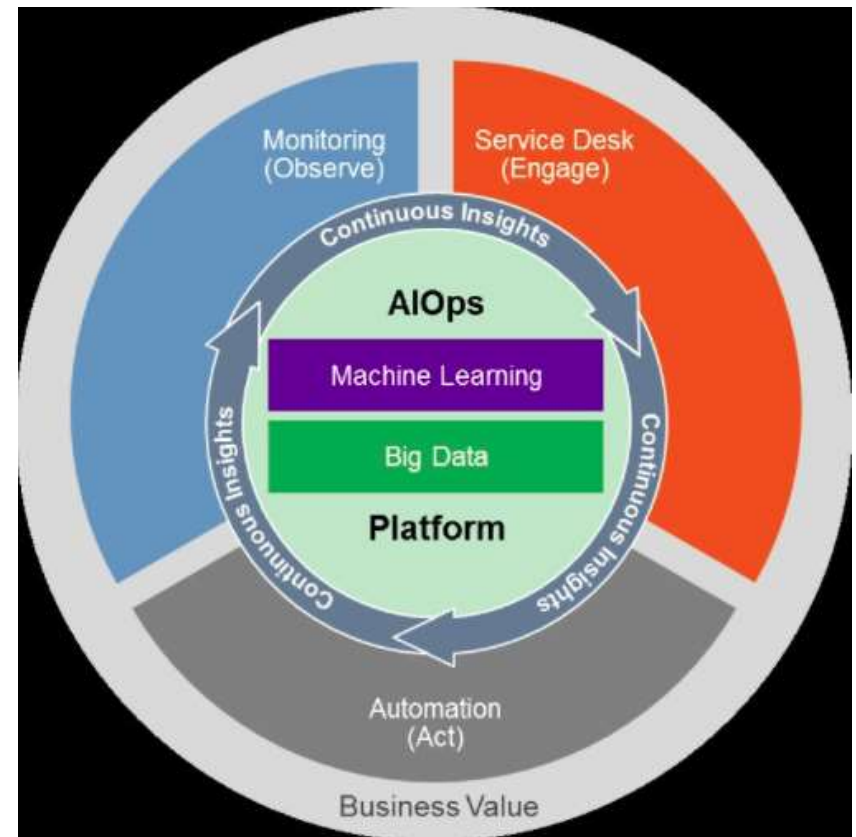 Monitoring
(Observe)
Service Desk
(Engage)
Continuous Insights
AIOps
Machine Learning
Big Data
Platform
Continuous Insights
Continuous Insights
Automation
(Act)
Business Value